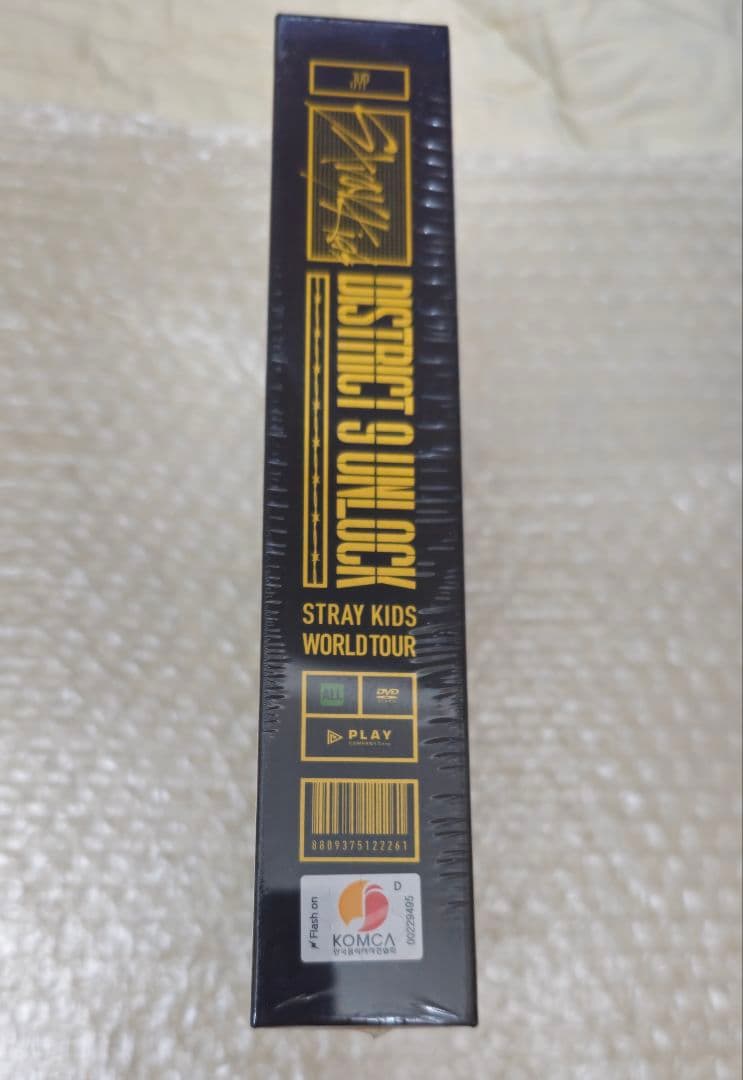 JYP
Stray Kids
DISTRICT 9 UNLOCK
STRAY KIDS
WORLD TOUR
ALL
DVD
PLAY
8809375122261
Flash on
D
KOMCA
한국음악저작권협회
00229495